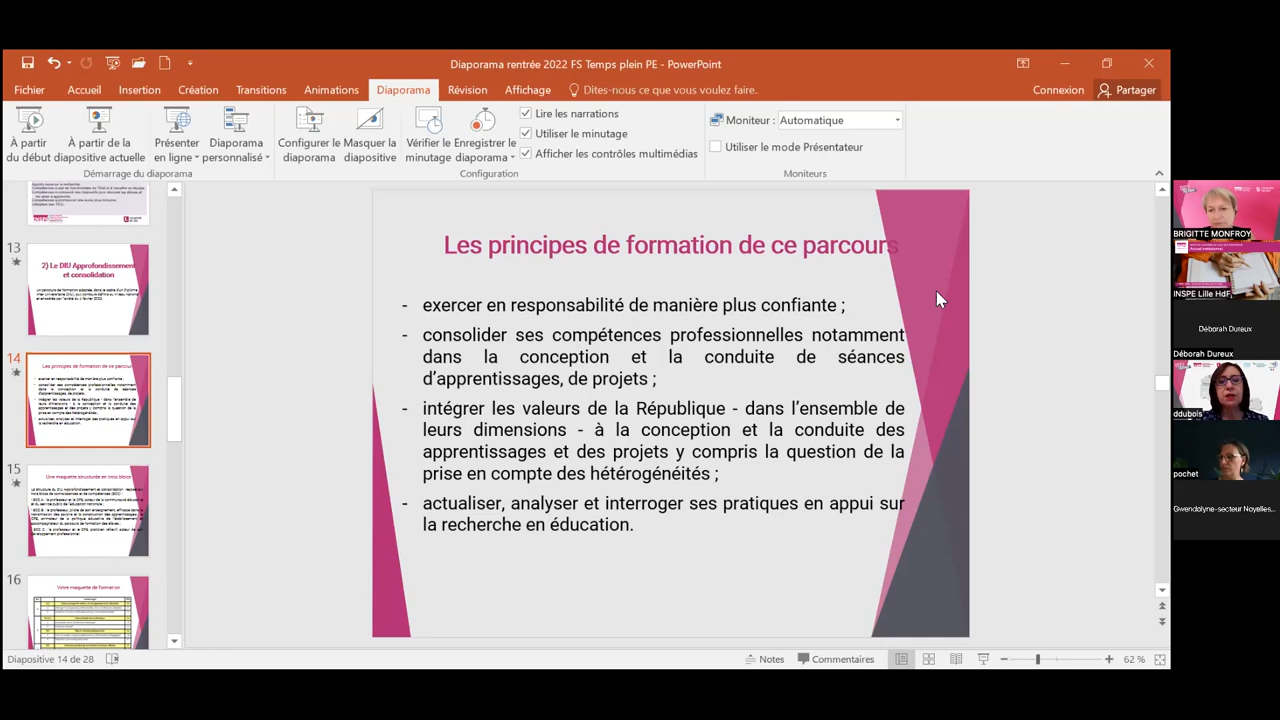 Diaporama rentrée 2022 FS Temps plein PE - PowerPoint
Fichier Accueil Insertion Création Transitions Animations Diaporama Révision Affichage Dites-nous ce que vous voulez faire.. Connexion Partager
À partir du début
À partir de la diapositive actuelle
Présenter en ligne
Diaporama personnalisé
Configurer le diaporama
Masquer la diapositive
Vérifier le minutage
Enregistrer le diaporama
Lire les narrations
Utiliser le minutage
Afficher les contrôles multimédias
Moniteur : Automatique
Utiliser le mode Présentateur
Démarrage du diaporama
Configuration
Moniteurs
13
2) Le DIU Approfondissement
et consolidation
14
Les principes de formation de ce parcours
15
Une maquette structurée en trois blocs
16
Votre maquette de formation
Les principes de formation de ce parcours
- exercer en responsabilité de manière plus confiante ;
- consolider ses compétences professionnelles notamment
dans la conception et la conduite de séances
d’apprentissages, de projets ;
- intégrer les valeurs de la République - dans l’ensemble de
leurs dimensions - à la conception et la conduite des
apprentissages et des projets y compris la question de la
prise en compte des hétérogénéités ;
- actualiser, analyser et interroger ses pratiques en appui sur
la recherche en éducation.
BRIGITTE MONFROY
INSPE Lille HdF
Déborah Dureux
Déborah Dureux
ddubois
pochet
Gwendolyne-secteur Noyelles...
Diapositive 14 de 28
Notes
Commentaires
62 %